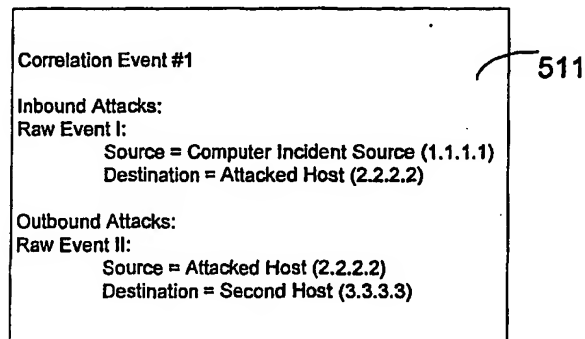 Correlation Event #1
511
Inbound Attacks:
Raw Event I:
Source = Computer Incident Source (1.1.1.1)
Destination = Attacked Host (2.2.2.2)
Outbound Attacks:
Raw Event II:
Source = Attacked Host (2.2.2.2)
Destination = Second Host (3.3.3.3)